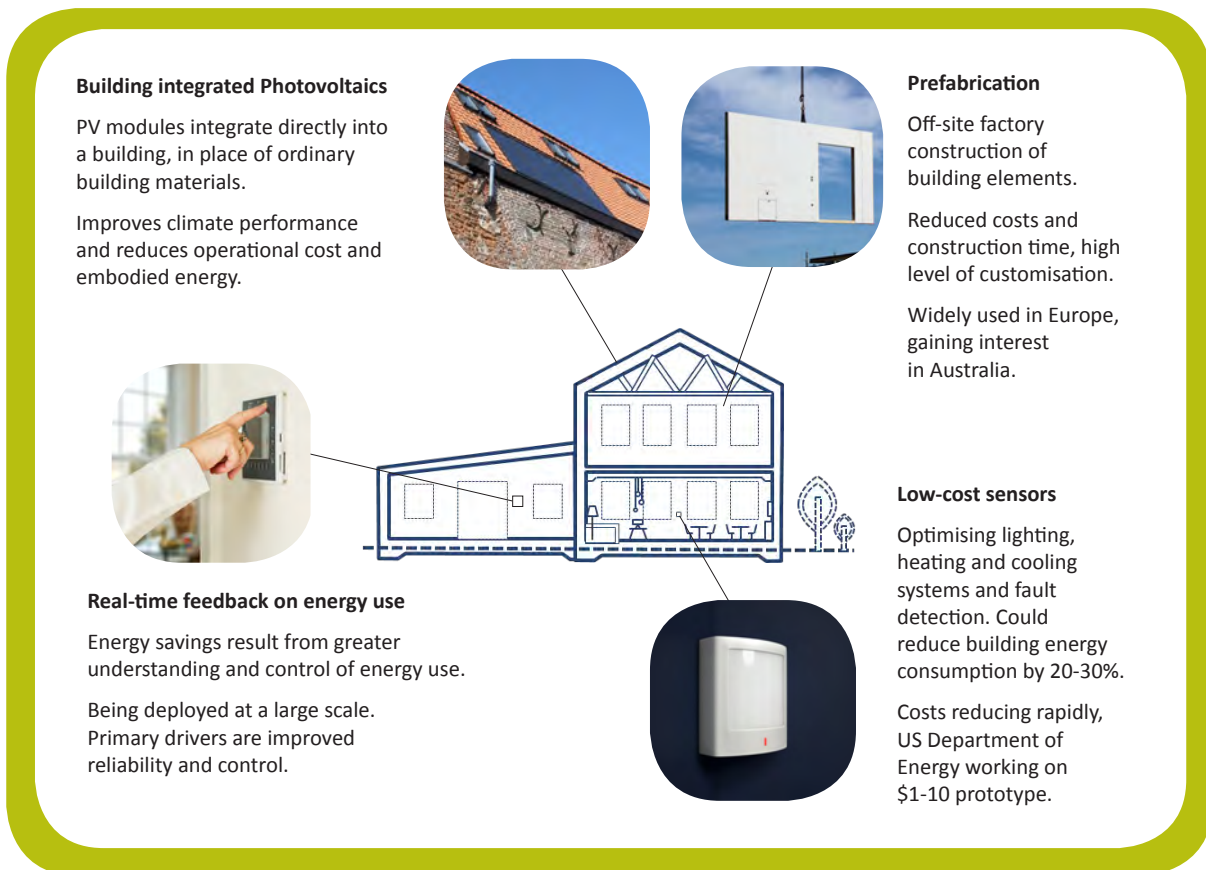 Building integrated Photovoltaics
PV modules integrate directly into
a building, in place of ordinary
building materials.
Improves climate performance
and reduces operational cost and
embodied energy.
Prefabrication
Off-site factory
construction of
building elements.
Reduced costs and
construction time, high
level of customisation.
Widely used in Europe,
gaining interest
in Australia.
Real-time feedback on energy use
Energy savings result from greater
understanding and control of energy use.
Being deployed at a large scale.
Primary drivers are improved
reliability and control.
Low-cost sensors
Optimising lighting,
heating and cooling
systems and fault
detection. Could
reduce building energy
consumption by 20-30%.
Costs reducing rapidly,
US Department of
Energy working on
$1-10 prototype.